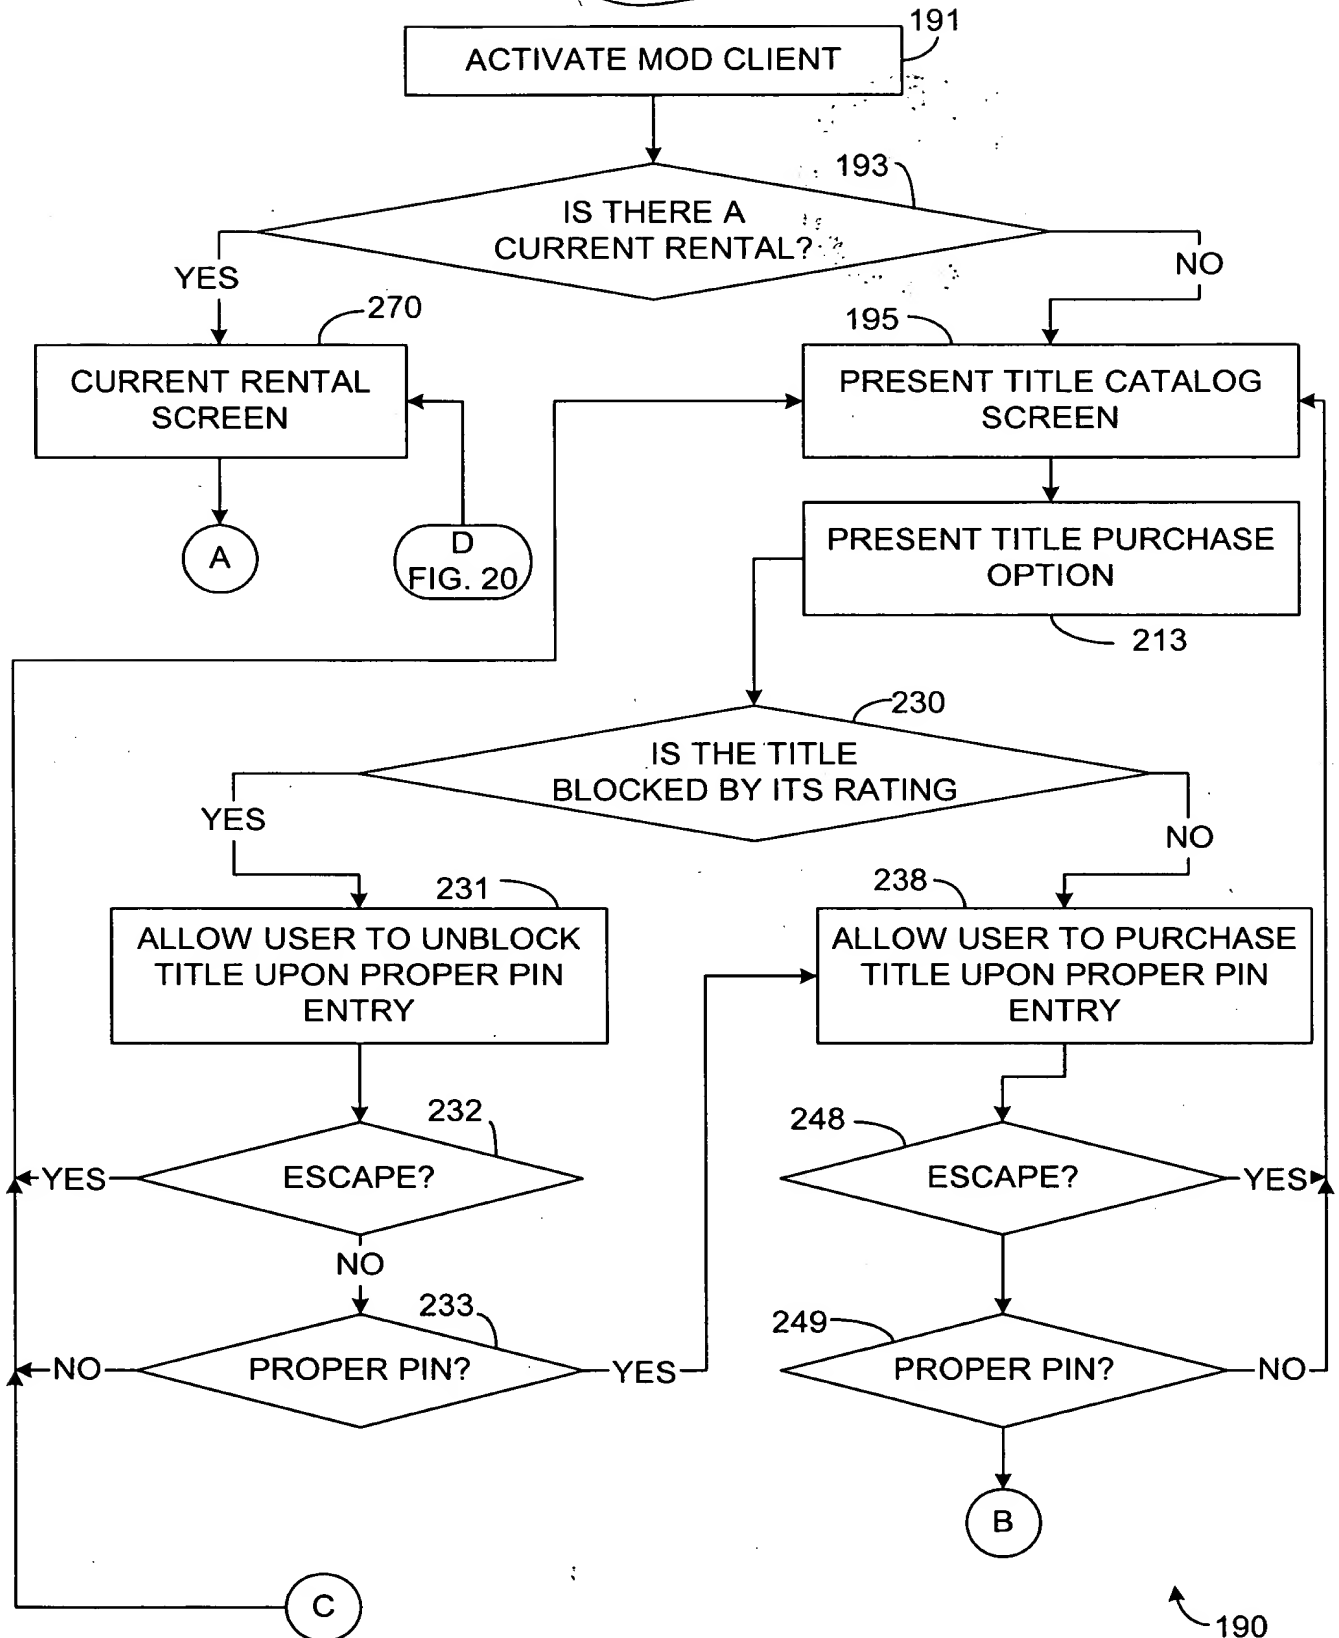 191
ACTIVATE MOD CLIENT
193
IS THERE A
CURRENT RENTAL?
YES
NO
270
195
CURRENT RENTAL
SCREEN
PRESENT TITLE CATALOG
SCREEN
A
D
FIG. 20
PRESENT TITLE PURCHASE
OPTION
213
230
IS THE TITLE
BLOCKED BY ITS RATING
YES
NO
231
238
ALLOW USER TO UNBLOCK
TITLE UPON PROPER PIN
ENTRY
ALLOW USER TO PURCHASE
TITLE UPON PROPER PIN
ENTRY
232
248
YES
ESCAPE?
ESCAPE?
YES
NO
233
249
NO
PROPER PIN?
YES
PROPER PIN?
NO
B
C
190